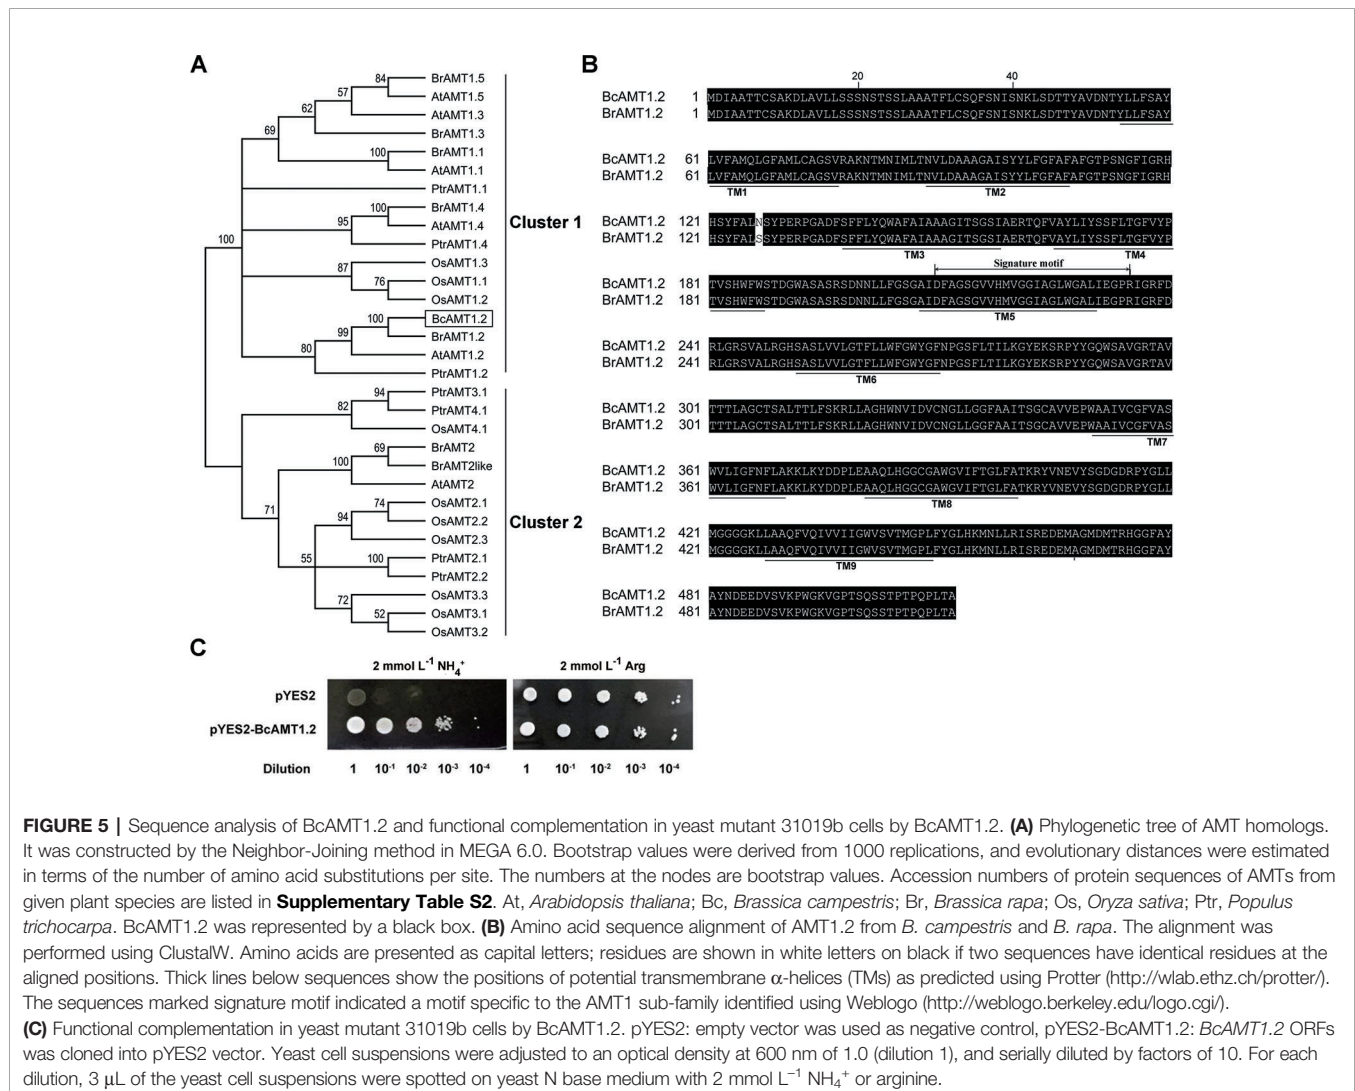 A
BrAMT1.5
AtAMT1.5
AtAMT1.3
BrAMT1.3
BrAMT1.1
AtAMT1.1
PtrAMT1.1
BrAMT1.4
AtAMT1.4
PtrAMT1.4
OsAMT1.3
OsAMT1.1
OsAMT1.2
BcAMT1.2
BrAMT1.2
AtAMT1.2
PtrAMT1.2
PtrAMT3.1
PtrAMT4.1
OsAMT4.1
BrAMT2
BrAMT2like
AtAMT2
OsAMT2.1
OsAMT2.2
OsAMT2.3
PtrAMT2.1
PtrAMT2.2
OsAMT3.3
OsAMT3.1
OsAMT3.2
84
57
62
69
100
100
95
100
87
76
100
99
80
94
82
69
100
71
74
94
55
100
72
52
Cluster 1
Cluster 2
B
20 40
BcAMT1.2 1 MDIAATTCSAKDLAVLLSSSNSTSSLAAATFLCSQFSNISNKLSDTTYAVDNTYLLFSAY
BrAMT1.2 1 MDIAATTCSAKDLAVLLSSSNSTSSLAAATFLCSQFSNISNKLSDTTYAVDNTYLLFSAY
BcAMT1.2 61 LVFAMQLGFAMLCAGSVRAKNTMNIMLTNVLDAAAGAISYYLFGFAFAFGTPSNGFIGRH
BrAMT1.2 61 LVFAMQLGFAMLCAGSVRAKNTMNIMLTNVLDAAAGAISYYLFGFAFAFGTPSNGFIGRH
TM1 TM2
BcAMT1.2 121 HSYFALNSYPERPGADFSFFLYQWAFAIAAAGITSGSIAERTQFVAYLIYSSFLTGFVYP
BrAMT1.2 121 HSYFALSSYPERPGADFSFFLYQWAFAIAAAGITSGSIAERTQFVAYLIYSSFLTGFVYP
TM3 TM4
Signature motif
BcAMT1.2 181 TVSHWFWSTDGWASASRSDNNLLFGSGAIDFAGSGVVHMVGGIAGLWGALIEGPRIGRFD
BrAMT1.2 181 TVSHWFWSTDGWASASRSDNNLLFGSGAIDFAGSGVVHMVGGIAGLWGALIEGPRIGRFD
TM5
BcAMT1.2 241 RLGRSVALRGHSASLVVLGTFLLWFGWYGFNPGSFLTILKGYEKSRPYYGQWSAVGRTAV
BrAMT1.2 241 RLGRSVALRGHSASLVVLGTFLLWFGWYGFNPGSFLTILKGYEKSRPYYGQWSAVGRTAV
TM6
BcAMT1.2 301 TTTLAGCTSALTTLFSKRLLAGHWNVIDVCNGLLGGFAAITSGCAVVEPWAAIVCGFVAS
BrAMT1.2 301 TTTLAGCTSALTTLFSKRLLAGHWNVIDVCNGLLGGFAAITSGCAVVEPWAAIVCGFVAS
TM7
BcAMT1.2 361 WVLIGFNFLAKKLKYDDPLEAAQLHGGCGAWGVIFTGLFATKRYVNEVYSGDGDRPYGLL
BrAMT1.2 361 WVLIGFNFLAKKLKYDDPLEAAQLHGGCGAWGVIFTGLFATKRYVNEVYSGDGDRPYGLL
TM8
BcAMT1.2 421 MGGGGKLLAAQFVQIVVIIGWVSVTMGPLFYGLHKMNLLRISREDEMAGMDMTRHGGFAY
BrAMT1.2 421 MGGGGKLLAAQFVQIVVIIGWVSVTMGPLFYGLHKMNLLRISREDEMAGMDMTRHGGFAY
TM9
BcAMT1.2 481 AYNDEEDVSVKPWGKVGPTSQSSTPTPQPLTA
BrAMT1.2 481 AYNDEEDVSVKPWGKVGPTSQSSTPTPQPLTA
C
2 mmol L⁻¹ NH₄⁺ 2 mmol L⁻¹ Arg
pYES2
pYES2-BcAMT1.2
Dilution 1 10⁻¹ 10⁻² 10⁻³ 10⁻⁴ 1 10⁻¹ 10⁻² 10⁻³ 10⁻⁴
FIGURE 5 | Sequence analysis of BcAMT1.2 and functional complementation in yeast mutant 31019b cells by BcAMT1.2. (A) Phylogenetic tree of AMT homologs.
It was constructed by the Neighbor-Joining method in MEGA 6.0. Bootstrap values were derived from 1000 replications, and evolutionary distances were estimated
in terms of the number of amino acid substitutions per site. The numbers at the nodes are bootstrap values. Accession numbers of protein sequences of AMTs from
given plant species are listed in Supplementary Table S2. At, Arabidopsis thaliana; Bc, Brassica campestris; Br, Brassica rapa; Os, Oryza sativa; Ptr, Populus
trichocarpa. BcAMT1.2 was represented by a black box. (B) Amino acid sequence alignment of AMT1.2 from B. campestris and B. rapa. The alignment was
performed using ClustalW. Amino acids are presented as capital letters; residues are shown in white letters on black if two sequences have identical residues at the
aligned positions. Thick lines below sequences show the positions of potential transmembrane α-helices (TMs) as predicted using Protter (http://wlab.ethz.ch/protter/).
The sequences marked signature motif indicated a motif specific to the AMT1 sub-family identified using Weblogo (http://weblogo.berkeley.edu/logo.cgi/).
(C) Functional complementation in yeast mutant 31019b cells by BcAMT1.2. pYES2: empty vector was used as negative control, pYES2-BcAMT1.2: BcAMT1.2 ORFs
was cloned into pYES2 vector. Yeast cell suspensions were adjusted to an optical density at 600 nm of 1.0 (dilution 1), and serially diluted by factors of 10. For each
dilution, 3 μL of the yeast cell suspensions were spotted on yeast N base medium with 2 mmol L⁻¹ NH₄⁺ or arginine.